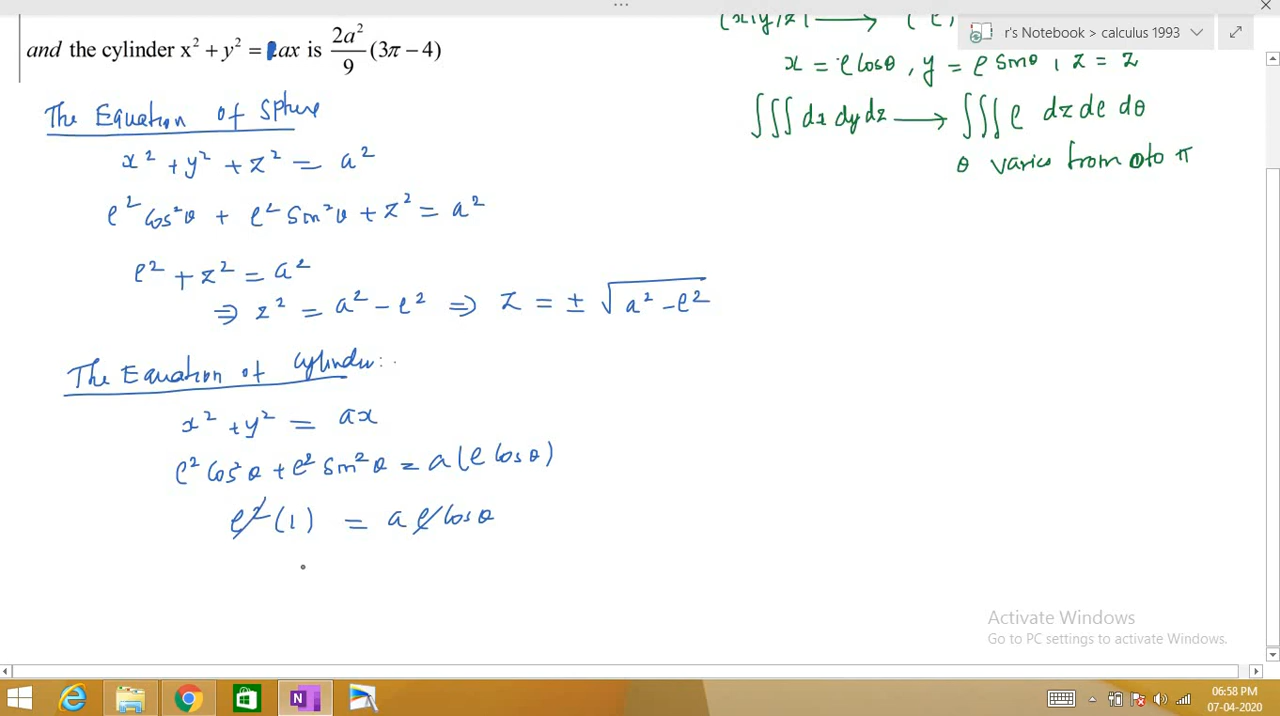 (x,y,z) ⟶ (ρ,
r's Notebook > calculus 1993
and the cylinder x² + y² = ax is 2a²/9 (3π − 4)
x = ρ cosθ , y = ρ sinθ , z = z
The Equation of Sphere
∫∫∫ dx dy dz ⟶ ∫∫∫ ρ dz dρ dθ
x² + y² + z² = a²
θ varies from 0 to π
ρ² cos²θ + ρ² sin²θ + z² = a²
ρ² + z² = a²
⇒ z² = a² − ρ² ⇒ z = ± √(a² − ρ²)
The Equation of Cylinder :
x² + y² = ax
ρ² cos²θ + ρ² sin²θ = a(ρ cosθ)
ρ²(1) = a ρ cosθ
Activate Windows
Go to PC settings to activate Windows.
06:58 PM
07-04-2020